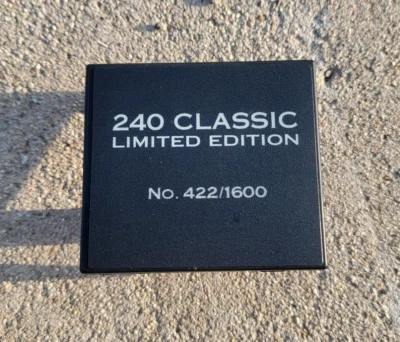 240 CLASSIC
LIMITED EDITION
No. 422/1600